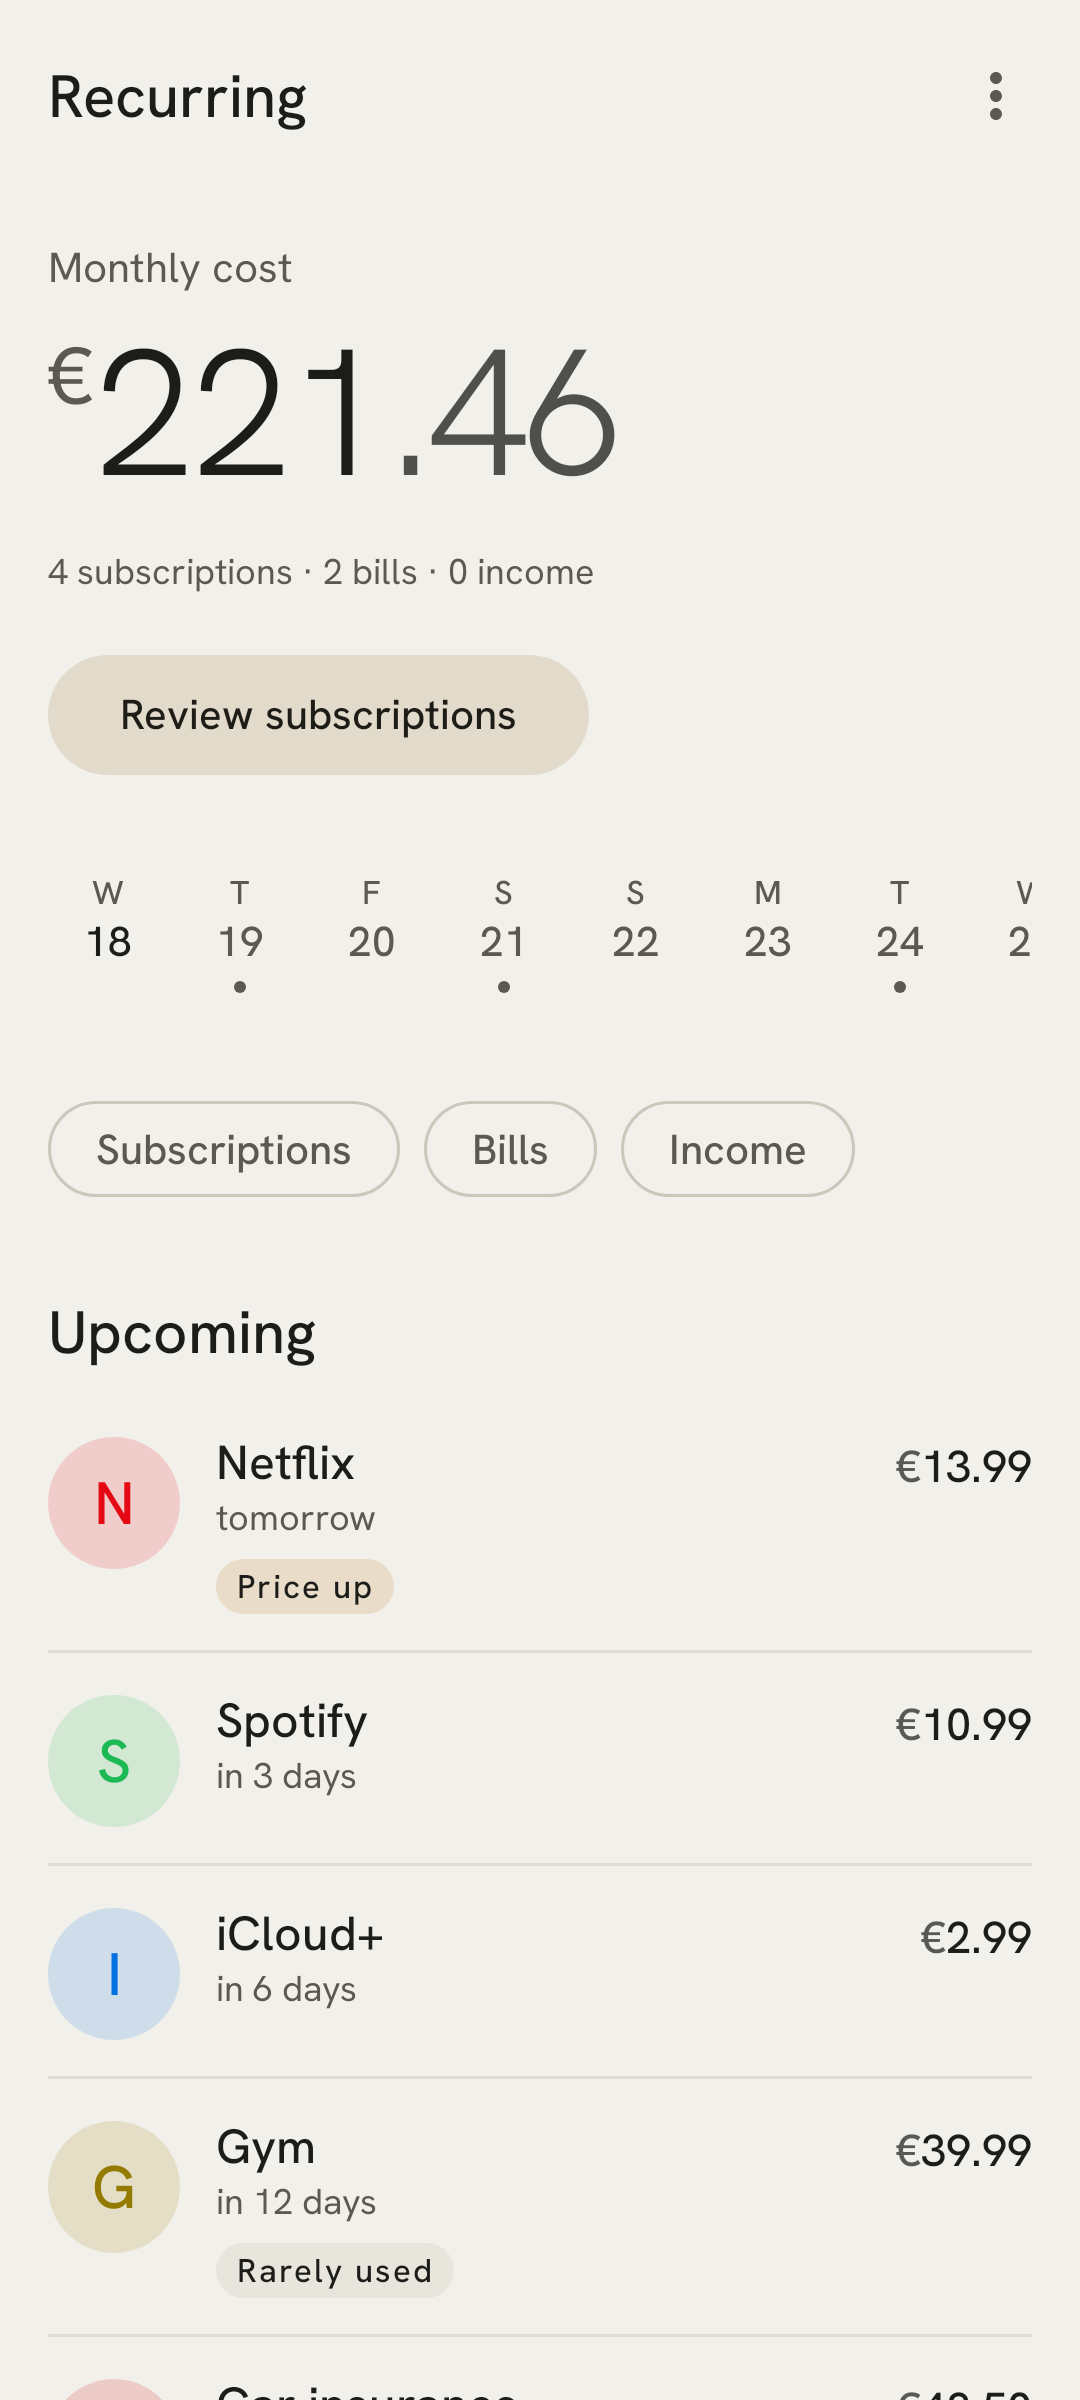 Recurring
Monthly cost
€221.46
4 subscriptions · 2 bills · 0 income
Review subscriptions
W T F S S M T
18 19 20 21 22 23 24
Subscriptions Bills Income
Upcoming
N Netflix €13.99
tomorrow
Price up
S Spotify €10.99
in 3 days
I iCloud+ €2.99
in 6 days
G Gym €39.99
in 12 days
Rarely used
Car insurance